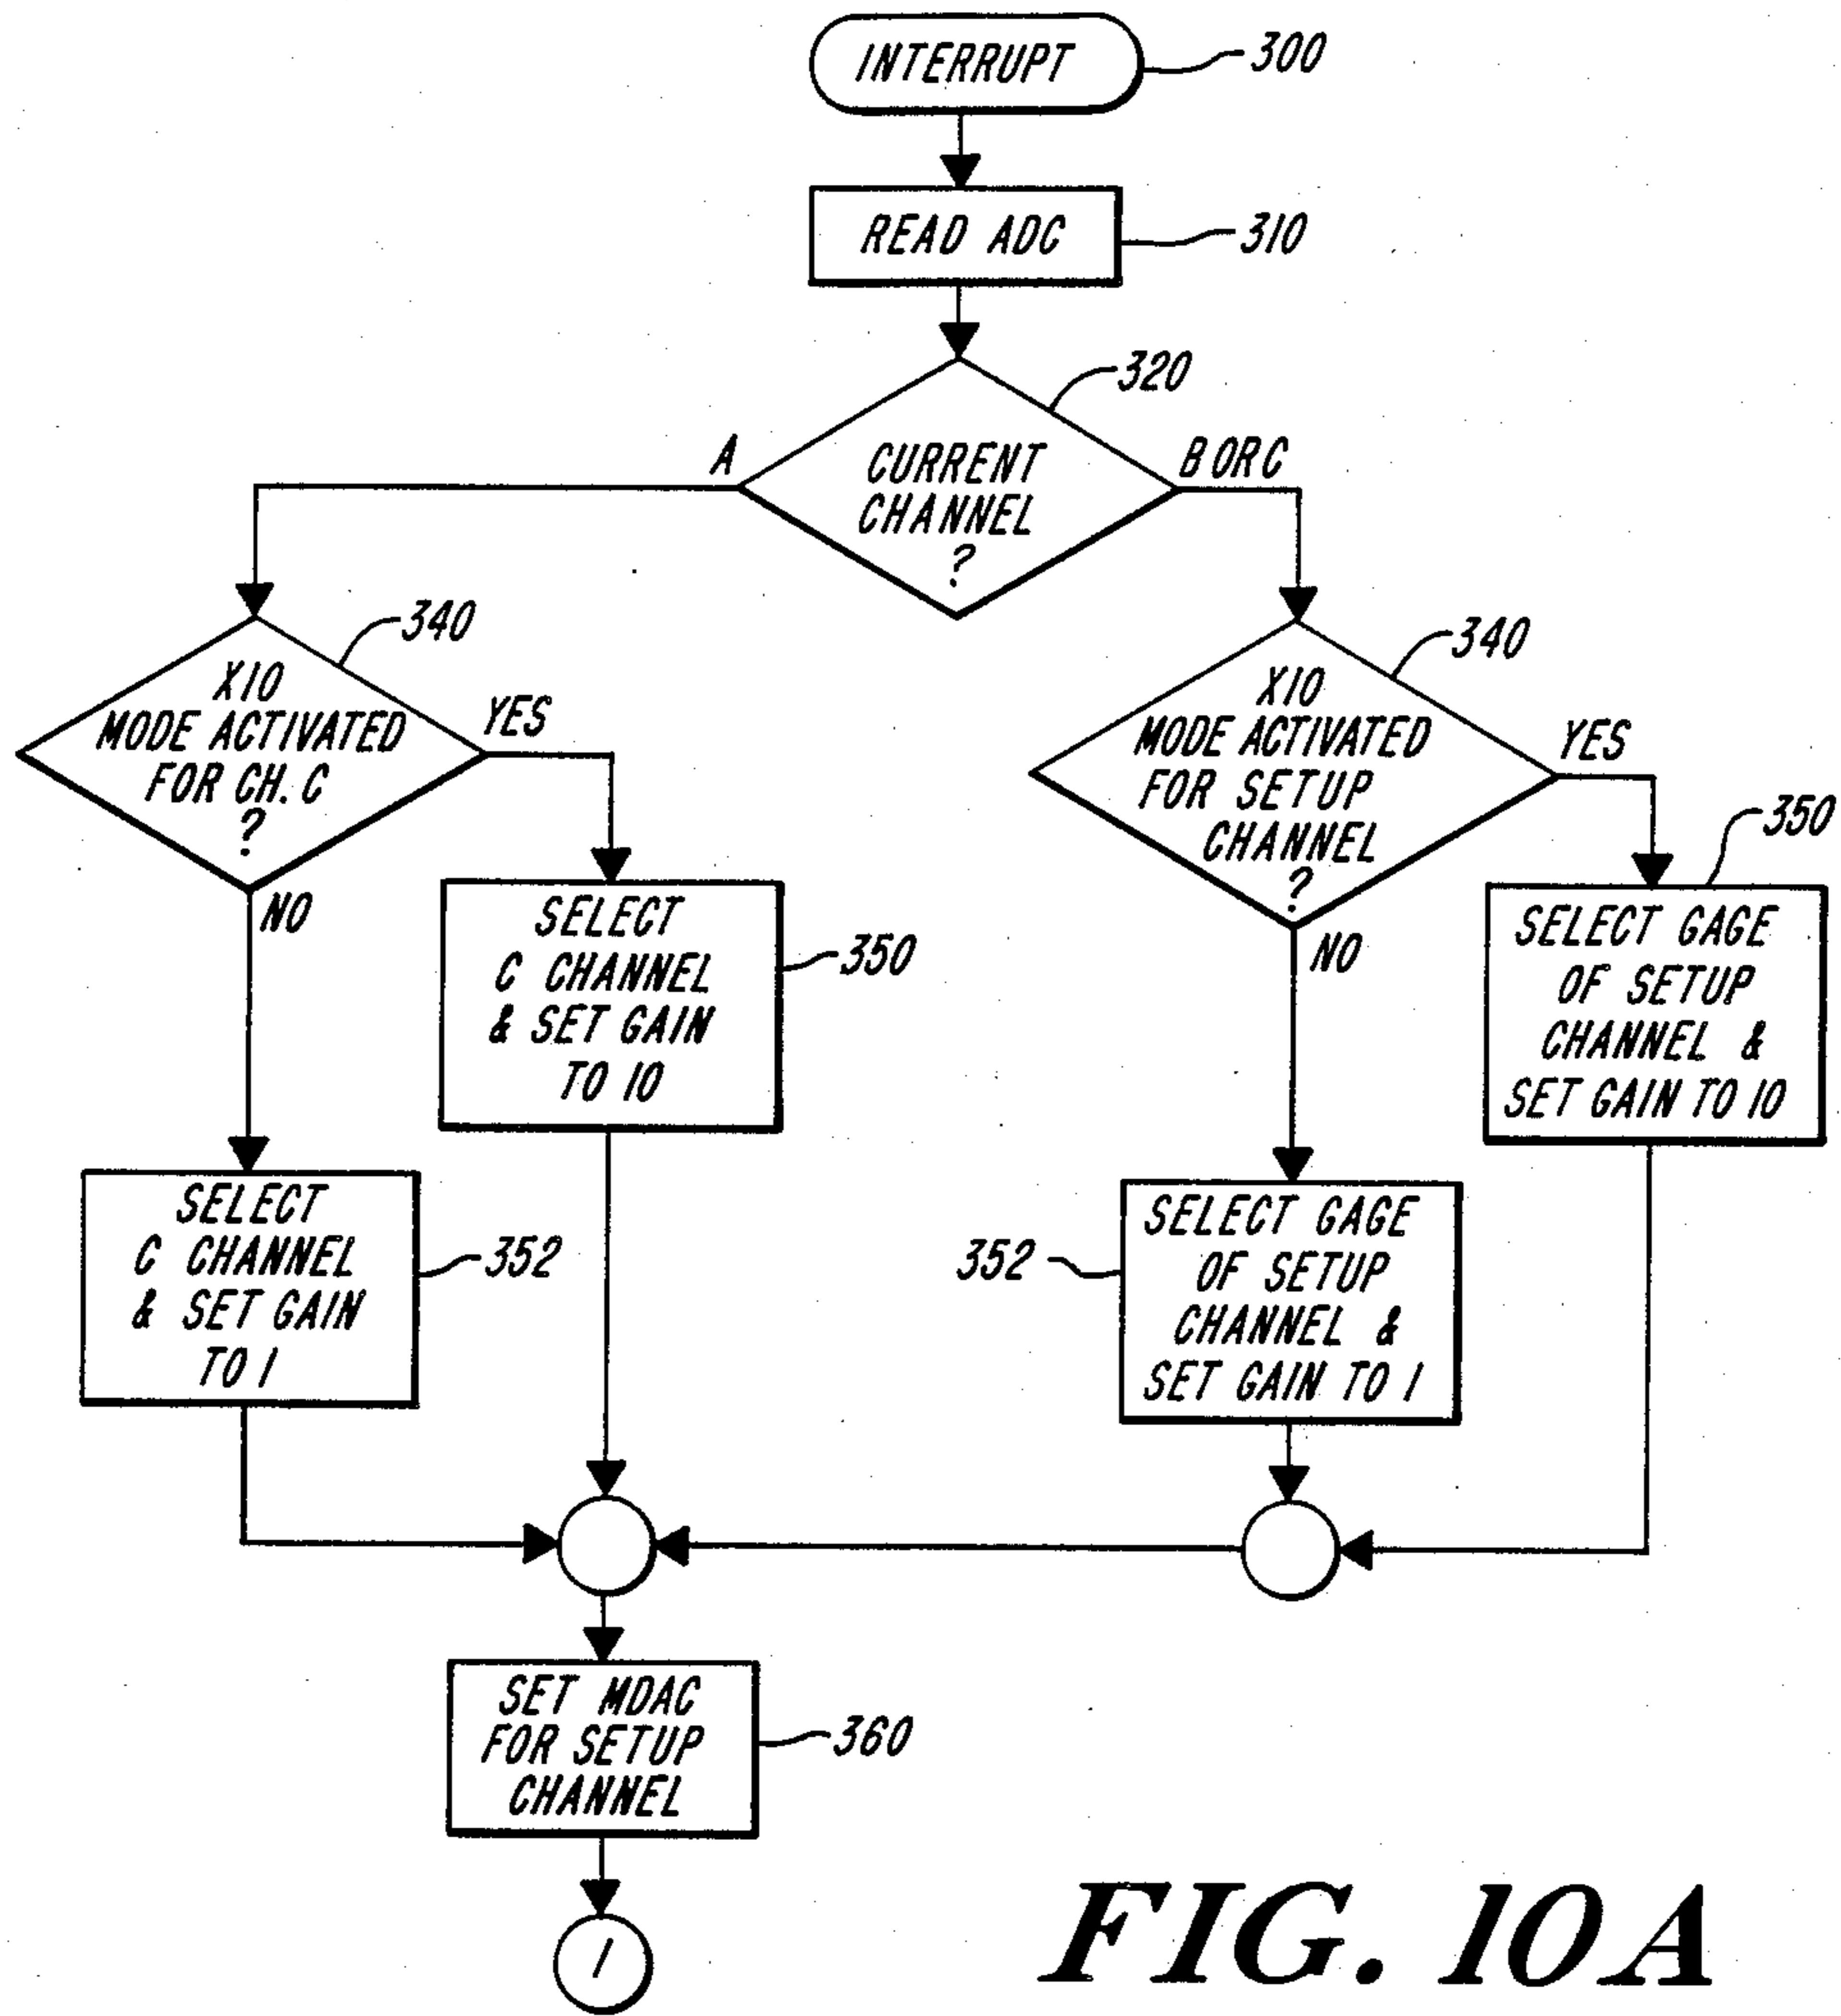 INTERRUPT
300
READ ADC
310
320
CURRENT
CHANNEL
?
A
B OR C
340
X10
MODE ACTIVATED
FOR CH. C
?
YES
NO
340
X10
MODE ACTIVATED
FOR SETUP
CHANNEL
?
YES
NO
350
SELECT
C CHANNEL
& SET GAIN
TO 10
350
SELECT GAGE
OF SETUP
CHANNEL &
SET GAIN TO 10
SELECT
C CHANNEL
& SET GAIN
TO 1
352
352
SELECT GAGE
OF SETUP
CHANNEL &
SET GAIN TO 1
SET MDAC
FOR SETUP
CHANNEL
360
1
FIG. 10A